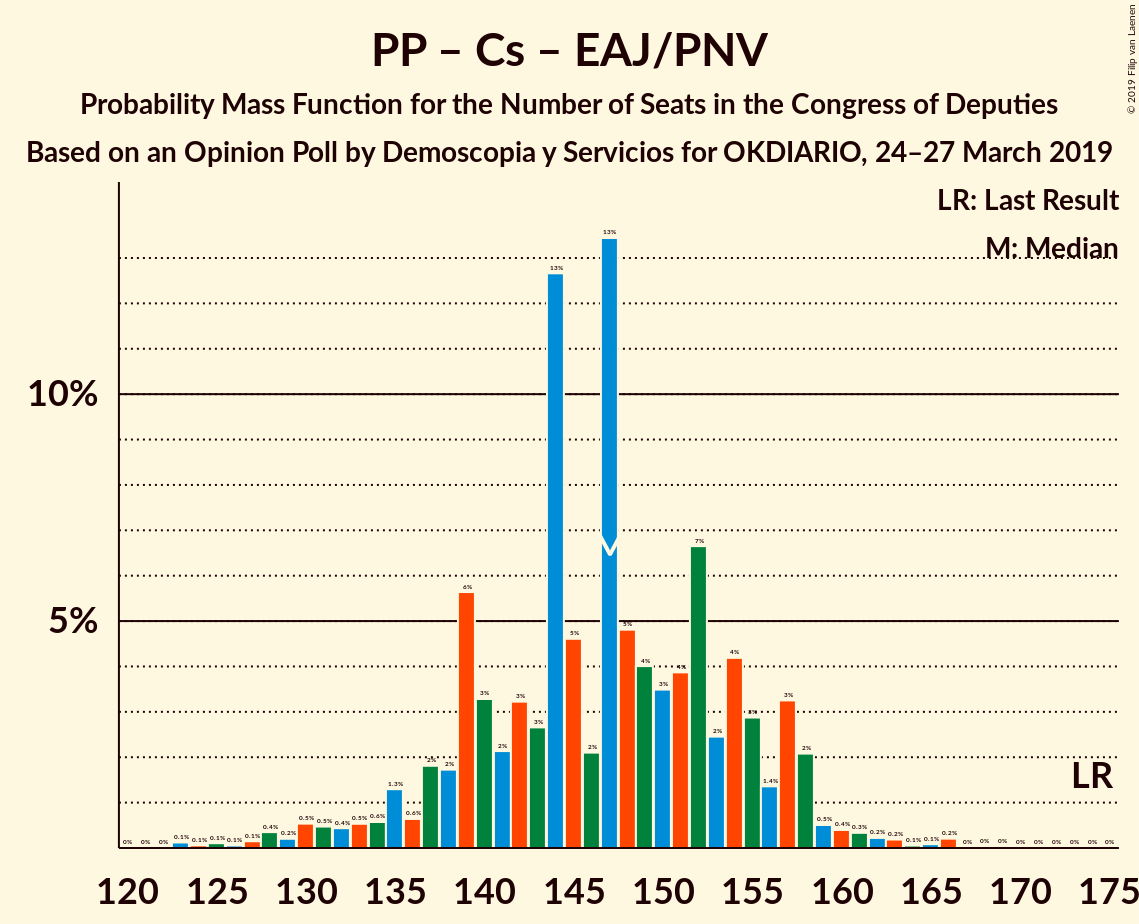 PP – Cs – EAJ/PNV
Probability Mass Function for the Number of Seats in the Congress of Deputies
Based on an Opinion Poll by Demoscopia y Servicios for OKDIARIO, 24–27 March 2019
© 2019 Filip van Laenen
LR: Last Result
M: Median
10%
5%
0% 0% 0% 0.1% 0.1% 0.1% 0.1% 0.1% 0.4% 0.2% 0.5% 0.5% 0.4% 0.5% 0.6% 1.3% 0.6% 2% 2% 6% 3% 2% 3% 3% 13% 5% 2% 13% 5% 4% 3% 4% 7% 2% 4% 3% 1.4% 3% 2% 0.5% 0.4% 0.3% 0.2% 0.2% 0.1% 0.1% 0.2% 0% 0% 0% 0% 0% 0% 0% 0% 0%
LR
120 125 130 135 140 145 150 155 160 165 170 175